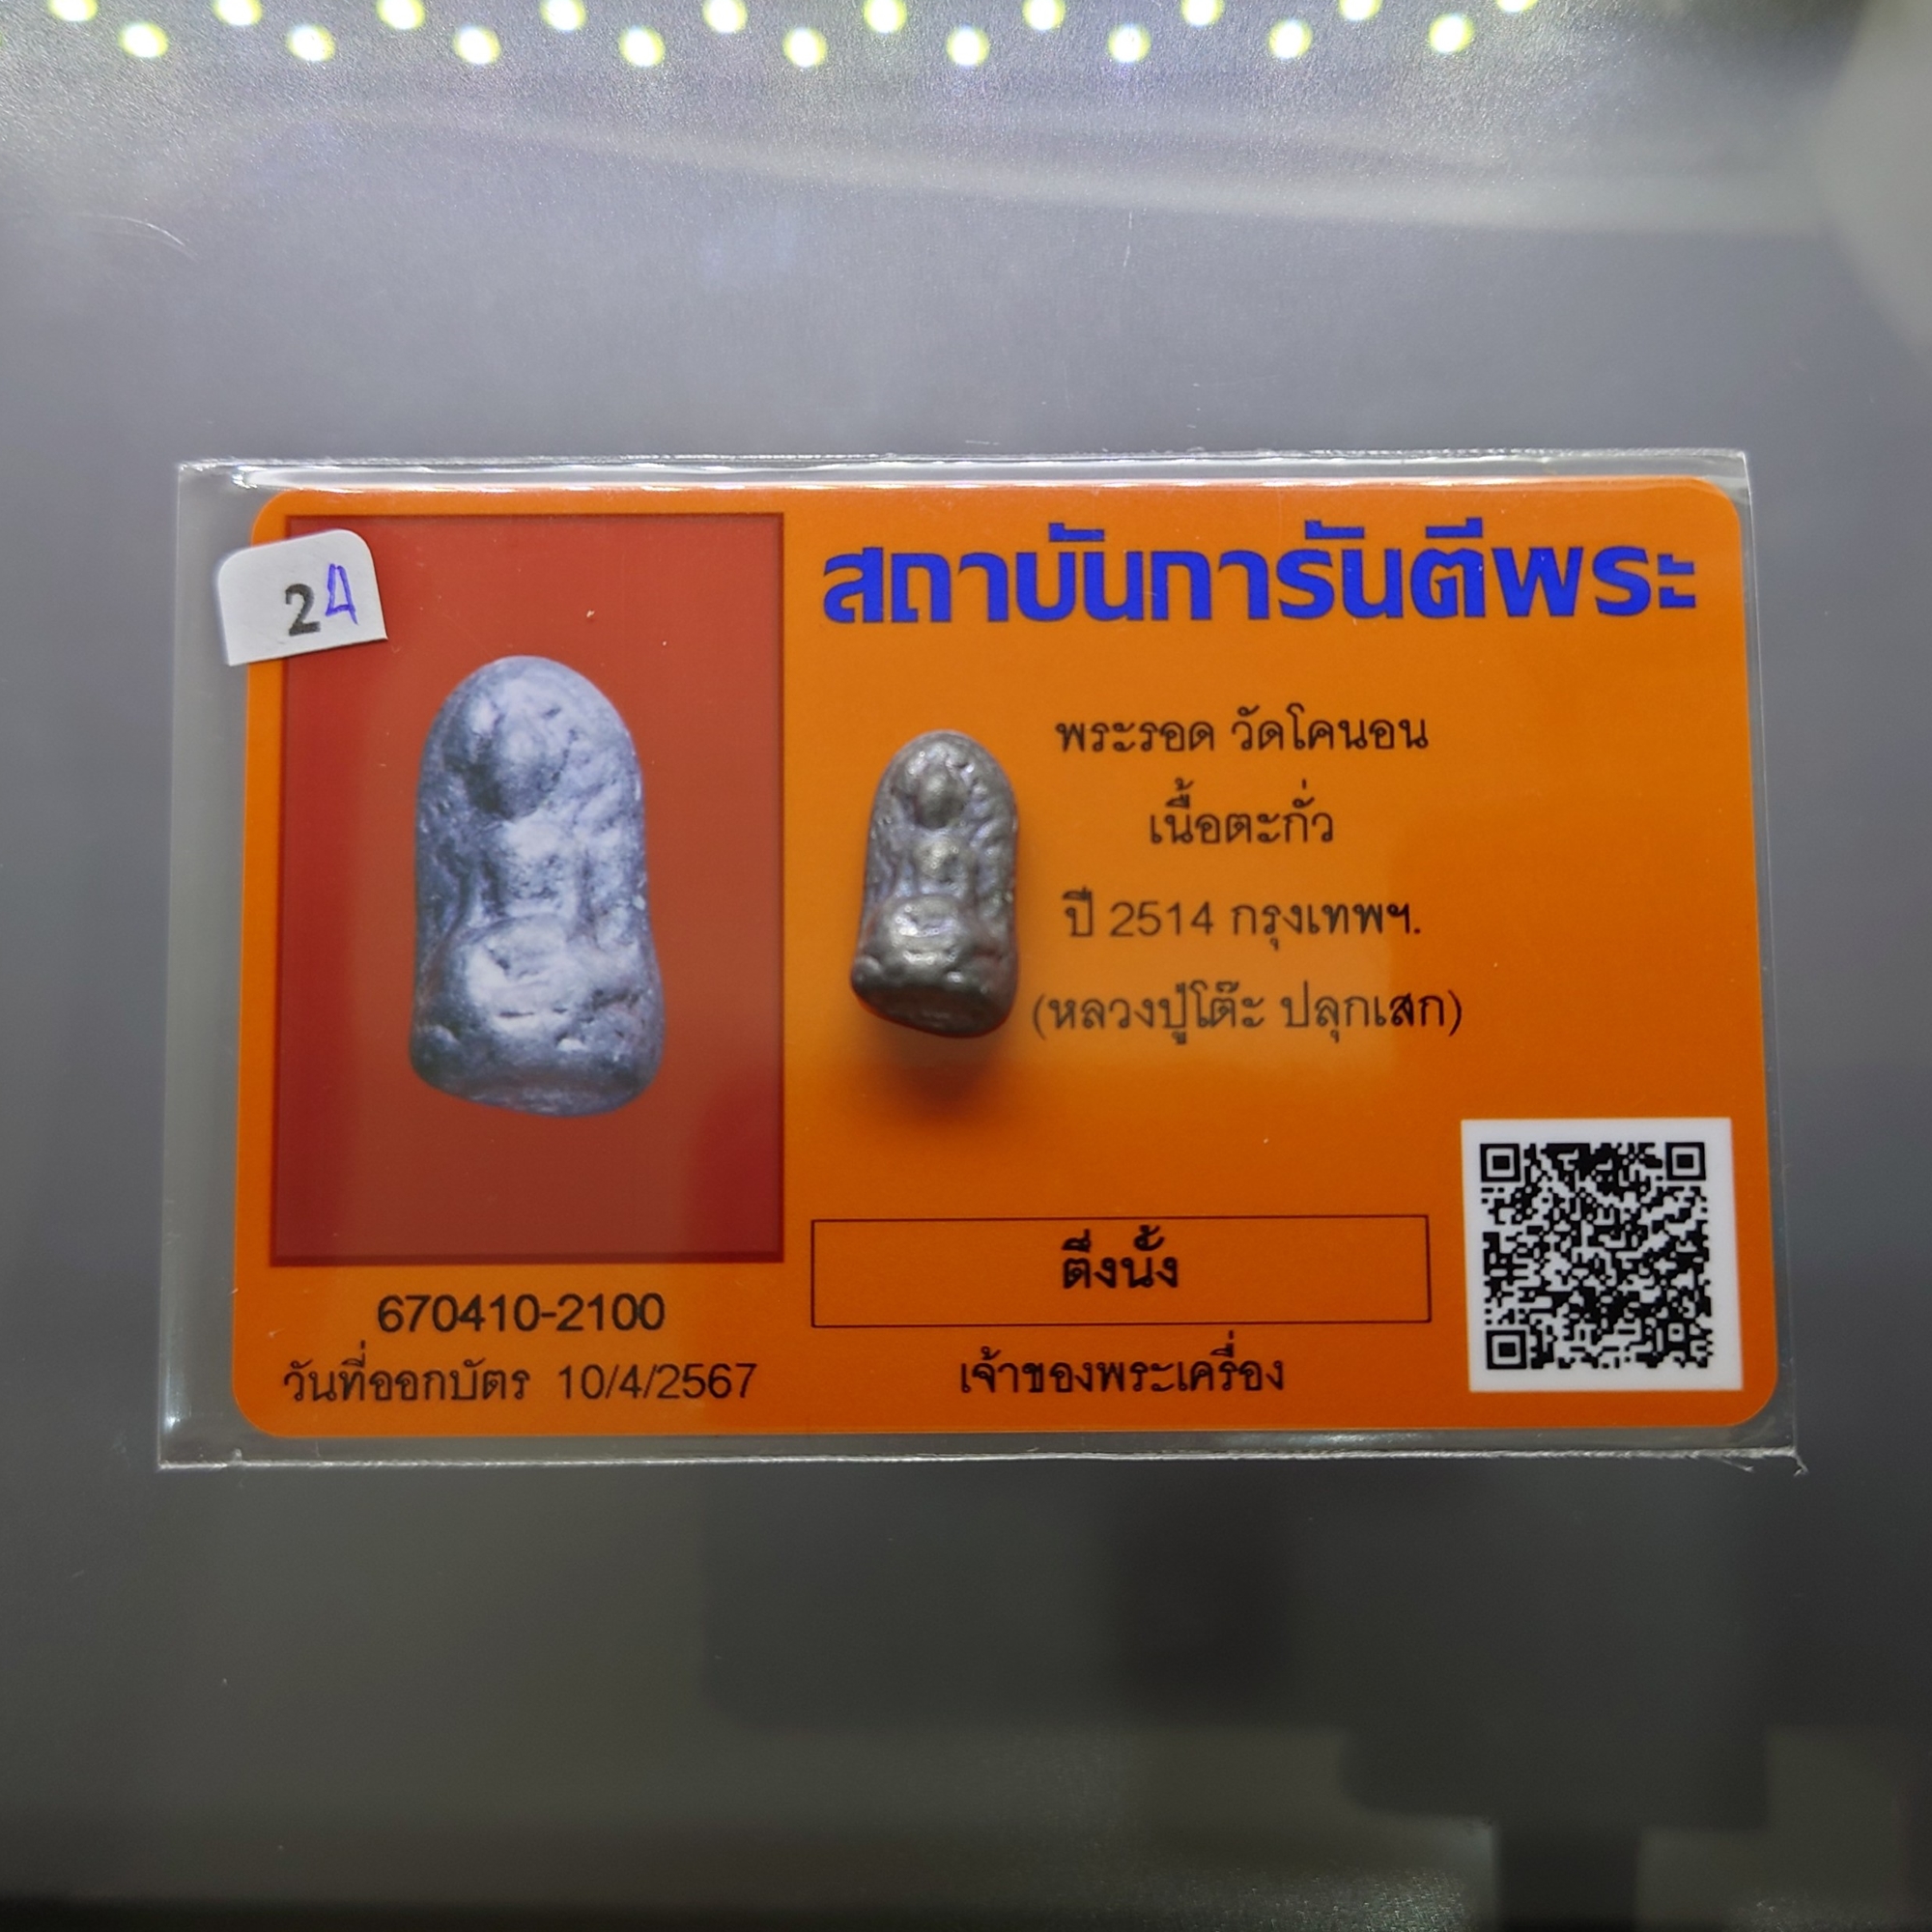 24
สถาบันการันตีพระ
พระรอด วัดโคนอน
เนื้อตะกั่ว
ปี 2514 กรุงเทพฯ.
(หลวงปู่โต๊ะ ปลุกเสก)
ตึ่งนั้ง
เจ้าของพระเครื่อง
670410-2100
วันที่ออกบัตร 10/4/2567